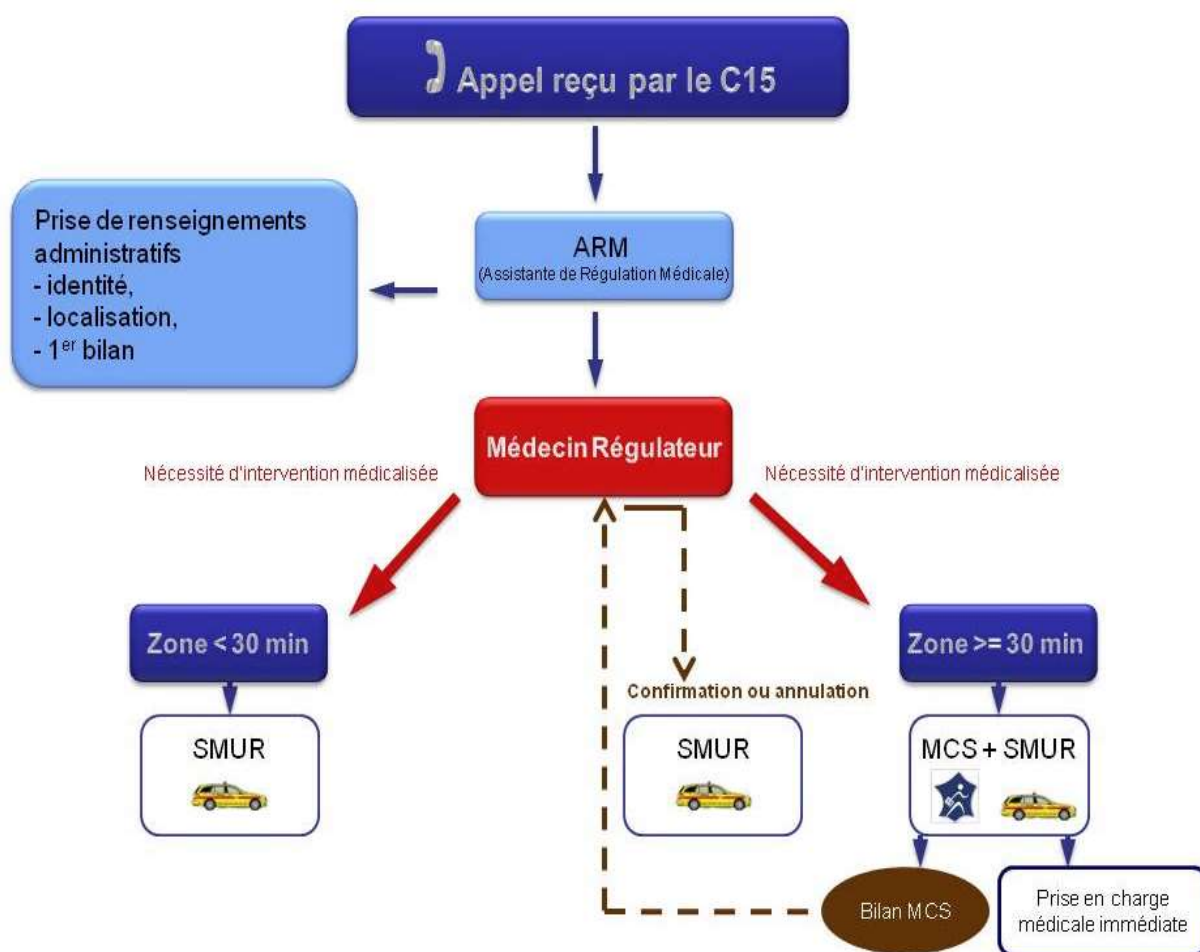 Appel reçu par le C15
Prise de renseignements
administratifs
- identité,
- localisation,
- 1er bilan
ARM
(Assistante de Régulation Médicale)
Médecin Régulateur
Nécessité d'intervention médicalisée
Nécessité d'intervention médicalisée
Zone < 30 min
Zone >= 30 min
Confirmation ou annulation
SMUR
SMUR
MCS + SMUR
Bilan MCS
Prise en charge
médicale immédiate